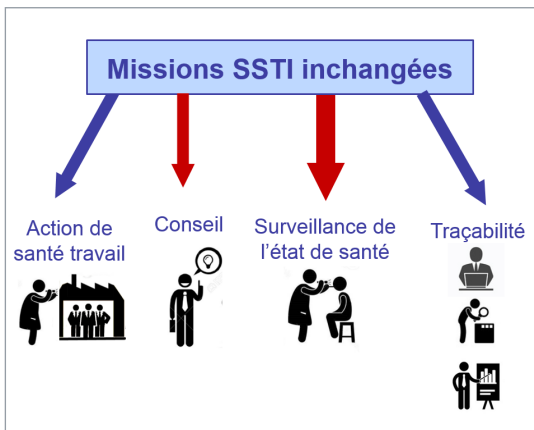 Missions SSTI inchangées
Action de
santé travail
Conseil
Surveillance de
l'état de santé
Traçabilité